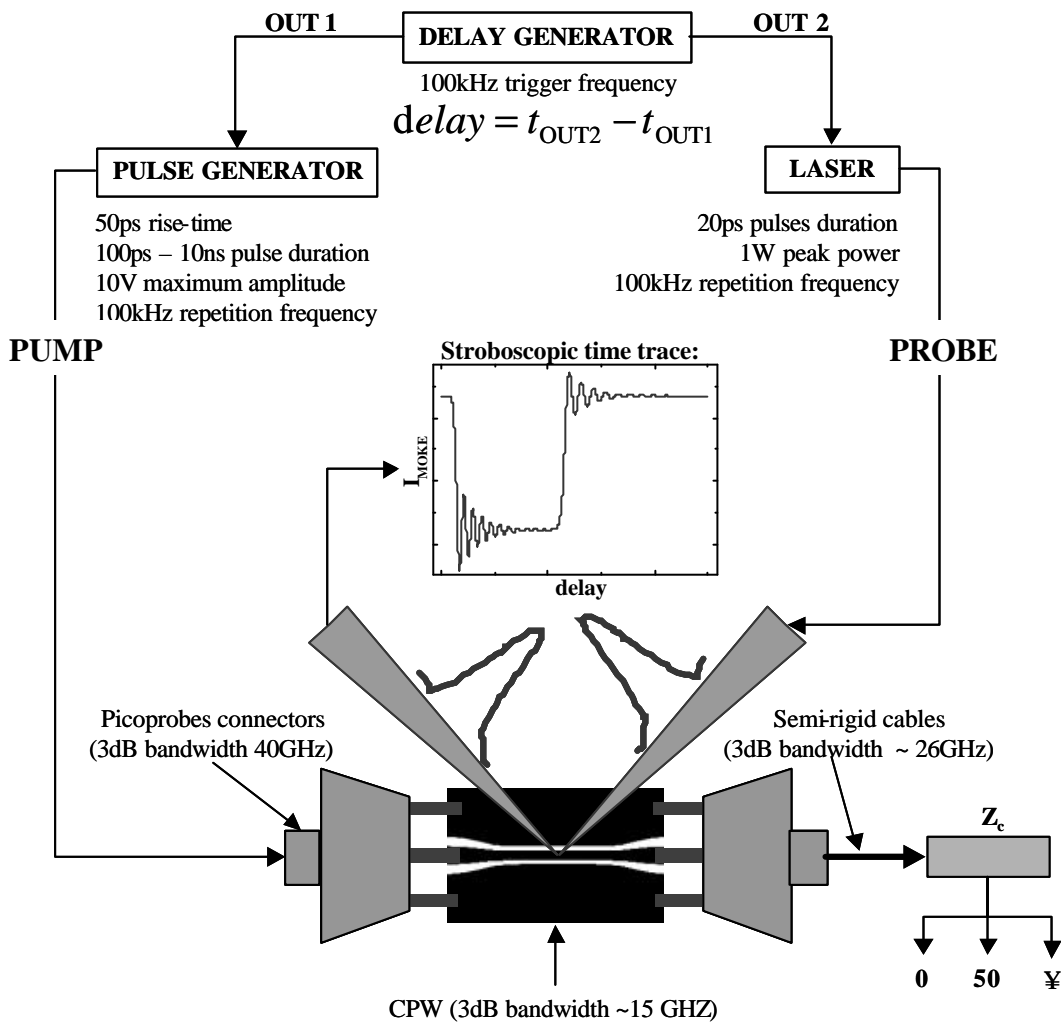 OUT 1
DELAY GENERATOR
OUT 2
100kHz trigger frequency
delay = t_OUT2 − t_OUT1
PULSE GENERATOR
LASER
50ps rise-time
100ps – 10ns pulse duration
10V maximum amplitude
100kHz repetition frequency
20ps pulses duration
1W peak power
100kHz repetition frequency
PUMP
PROBE
Stroboscopic time trace:
I_MOKE
delay
Picoprobes connectors
(3dB bandwidth 40GHz)
Semi-rigid cables
(3dB bandwidth ~ 26GHz)
Z_c
0 50 ¥
CPW (3dB bandwidth ~15 GHZ)